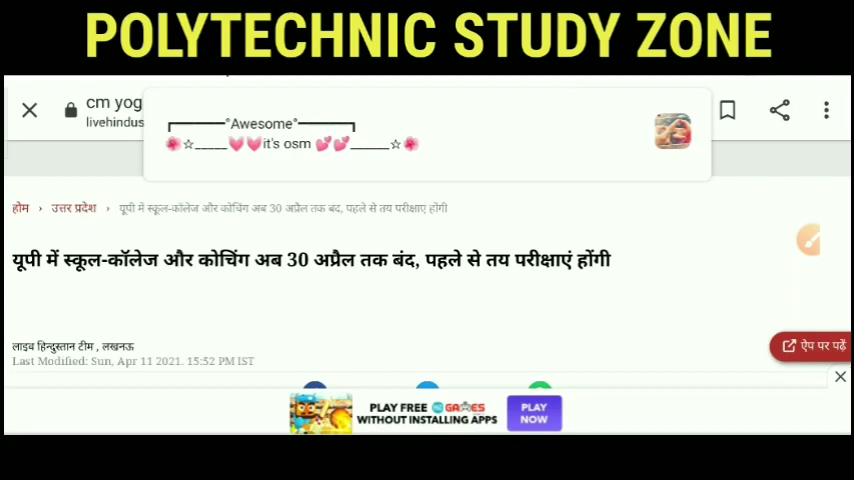 POLYTECHNIC STUDY ZONE
cm yog
livehindus
┏━━━━━━°Awesome°━━━━━━┓
🌸☆_____💓💓it's osm 💕💕_____☆🌸
होम › उत्तर प्रदेश › यूपी में स्कूल-कॉलेज और कोचिंग अब 30 अप्रैल तक बंद, पहले से तय परीक्षाएं होंगी
यूपी में स्कूल-कॉलेज और कोचिंग अब 30 अप्रैल तक बंद, पहले से तय परीक्षाएं होंगी
लाइव हिन्दुस्तान टीम , लखनऊ
Last Modified: Sun, Apr 11 2021. 15:52 PM IST
ऐप पर पढ़ें
PLAY FREE GAMES
WITHOUT INSTALLING APPS
PLAY
NOW